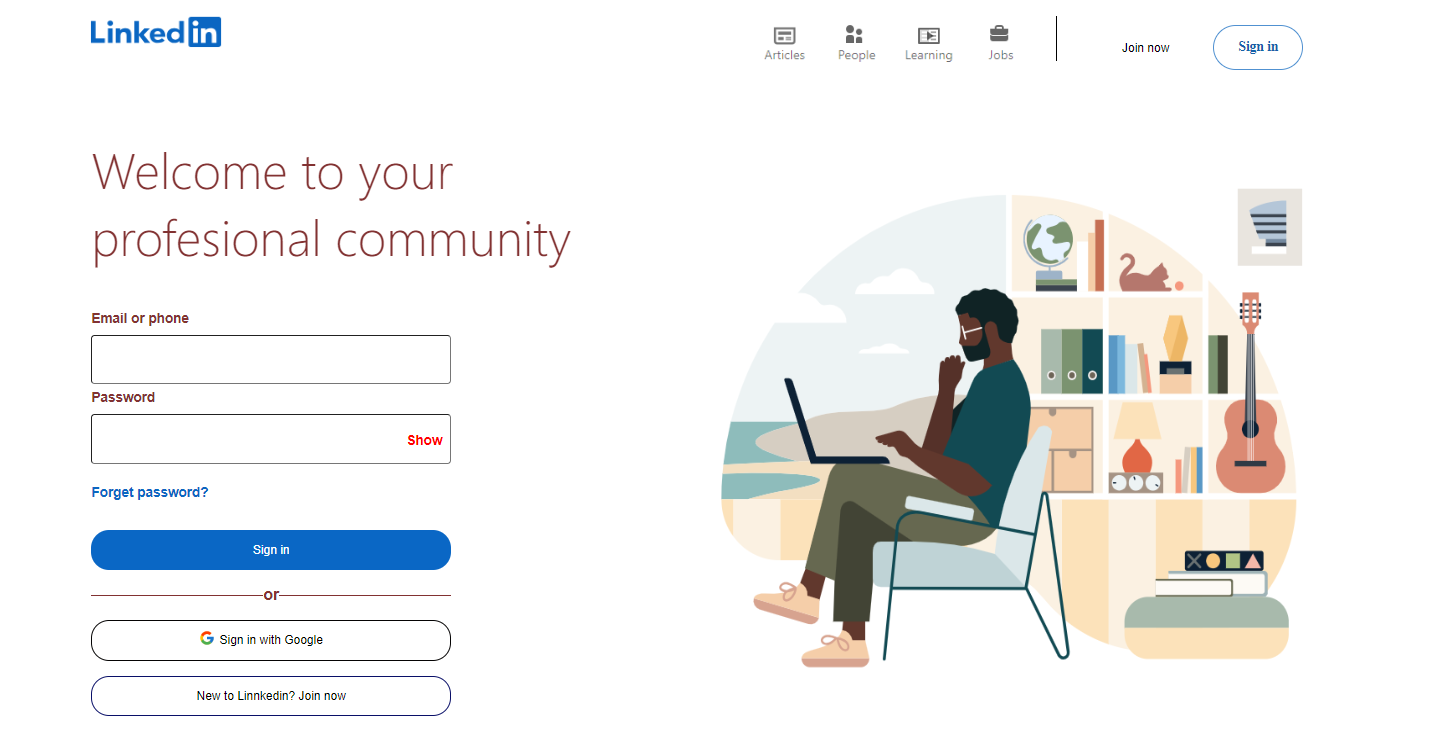 Linkedin
Articles
People
Learning
Jobs
Join now
Sign in
Welcome to your
profesional community
Email or phone
Password
Show
Forget password?
Sign in
or
Sign in with Google
New to Linnkedin? Join now